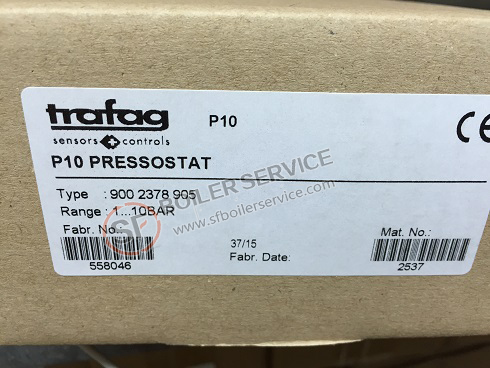 trafag
sensors controls
P10
CE
P10 PRESSOSTAT
Type : 900 2378 905
Range : 1...10BAR
Fabr. No.:
558046
37/15
Fabr. Date:
Mat. No.:
2537
SF BOILER SERVICE
www.sfboilerservice.com